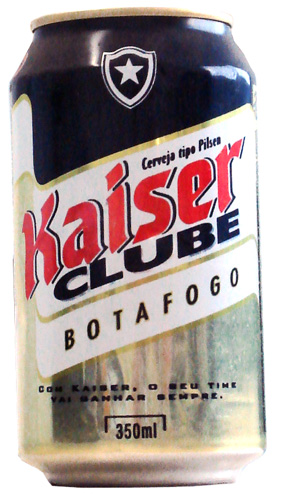 Cerveja tipo Pilsen
Kaiser
CLUBE
BOTAFOGO
COM KAISER, O SEU TIME
VAI GANHAR SEMPRE.
350ml